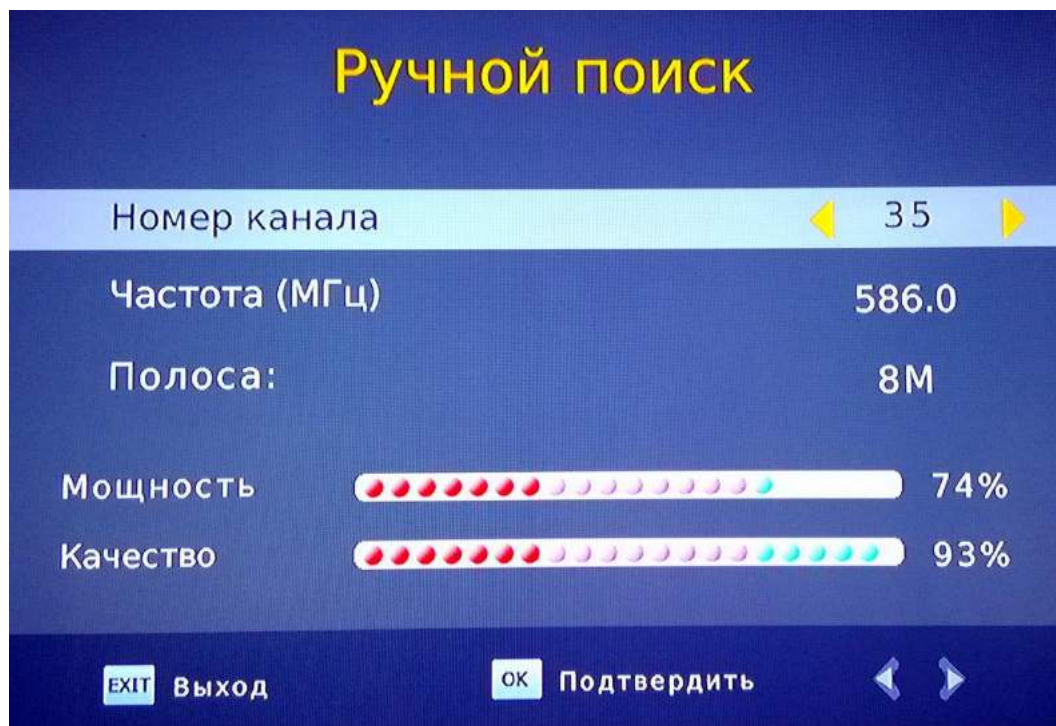 Ручной поиск
Номер канала 35
Частота (МГц) 586.0
Полоса: 8M
Мощность 74%
Качество 93%
EXIT Выход OK Подтвердить